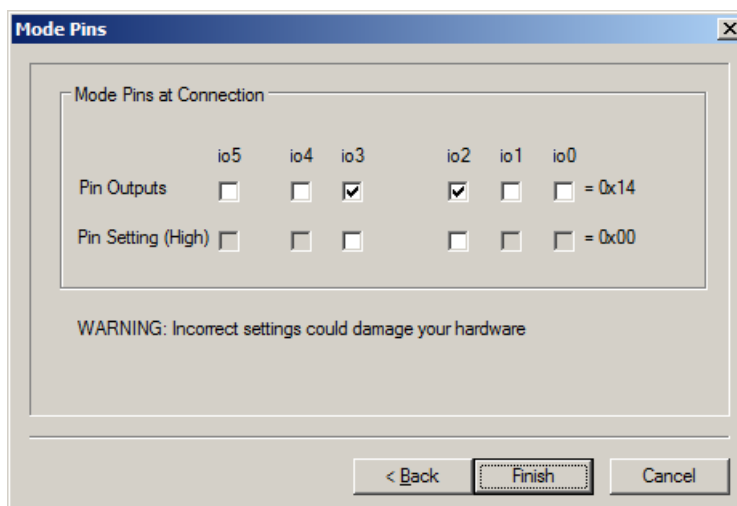 Mode Pins
Mode Pins at Connection
io5 io4 io3 io2 io1 io0
Pin Outputs = 0x14
Pin Setting (High) = 0x00
WARNING: Incorrect settings could damage your hardware
< Back Finish Cancel